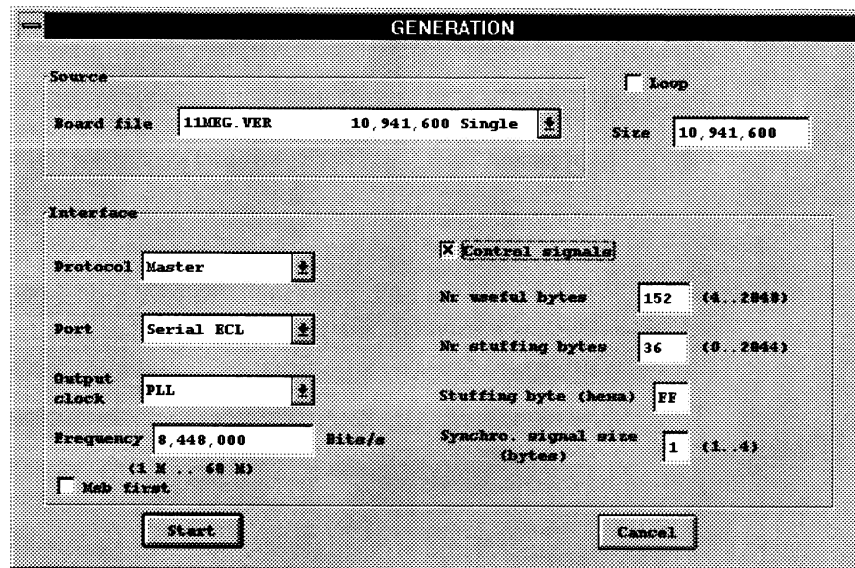 GENERATION
Source
Board file 11MEG.VER 10,941,600 Single
Loop
Size 10,941,600
Interface
Protocol Master
Port Serial ECL
Output clock PLL
Frequency 8,448,000 Bits/s
(1 M .. 60 M)
Msb first
Control signals
Nr useful bytes 152 (4..2048)
Nr stuffing bytes 36 (0..2044)
Stuffing byte (hexa) FF
Synchro. signal size (bytes) 1 (1..4)
Start
Cancel